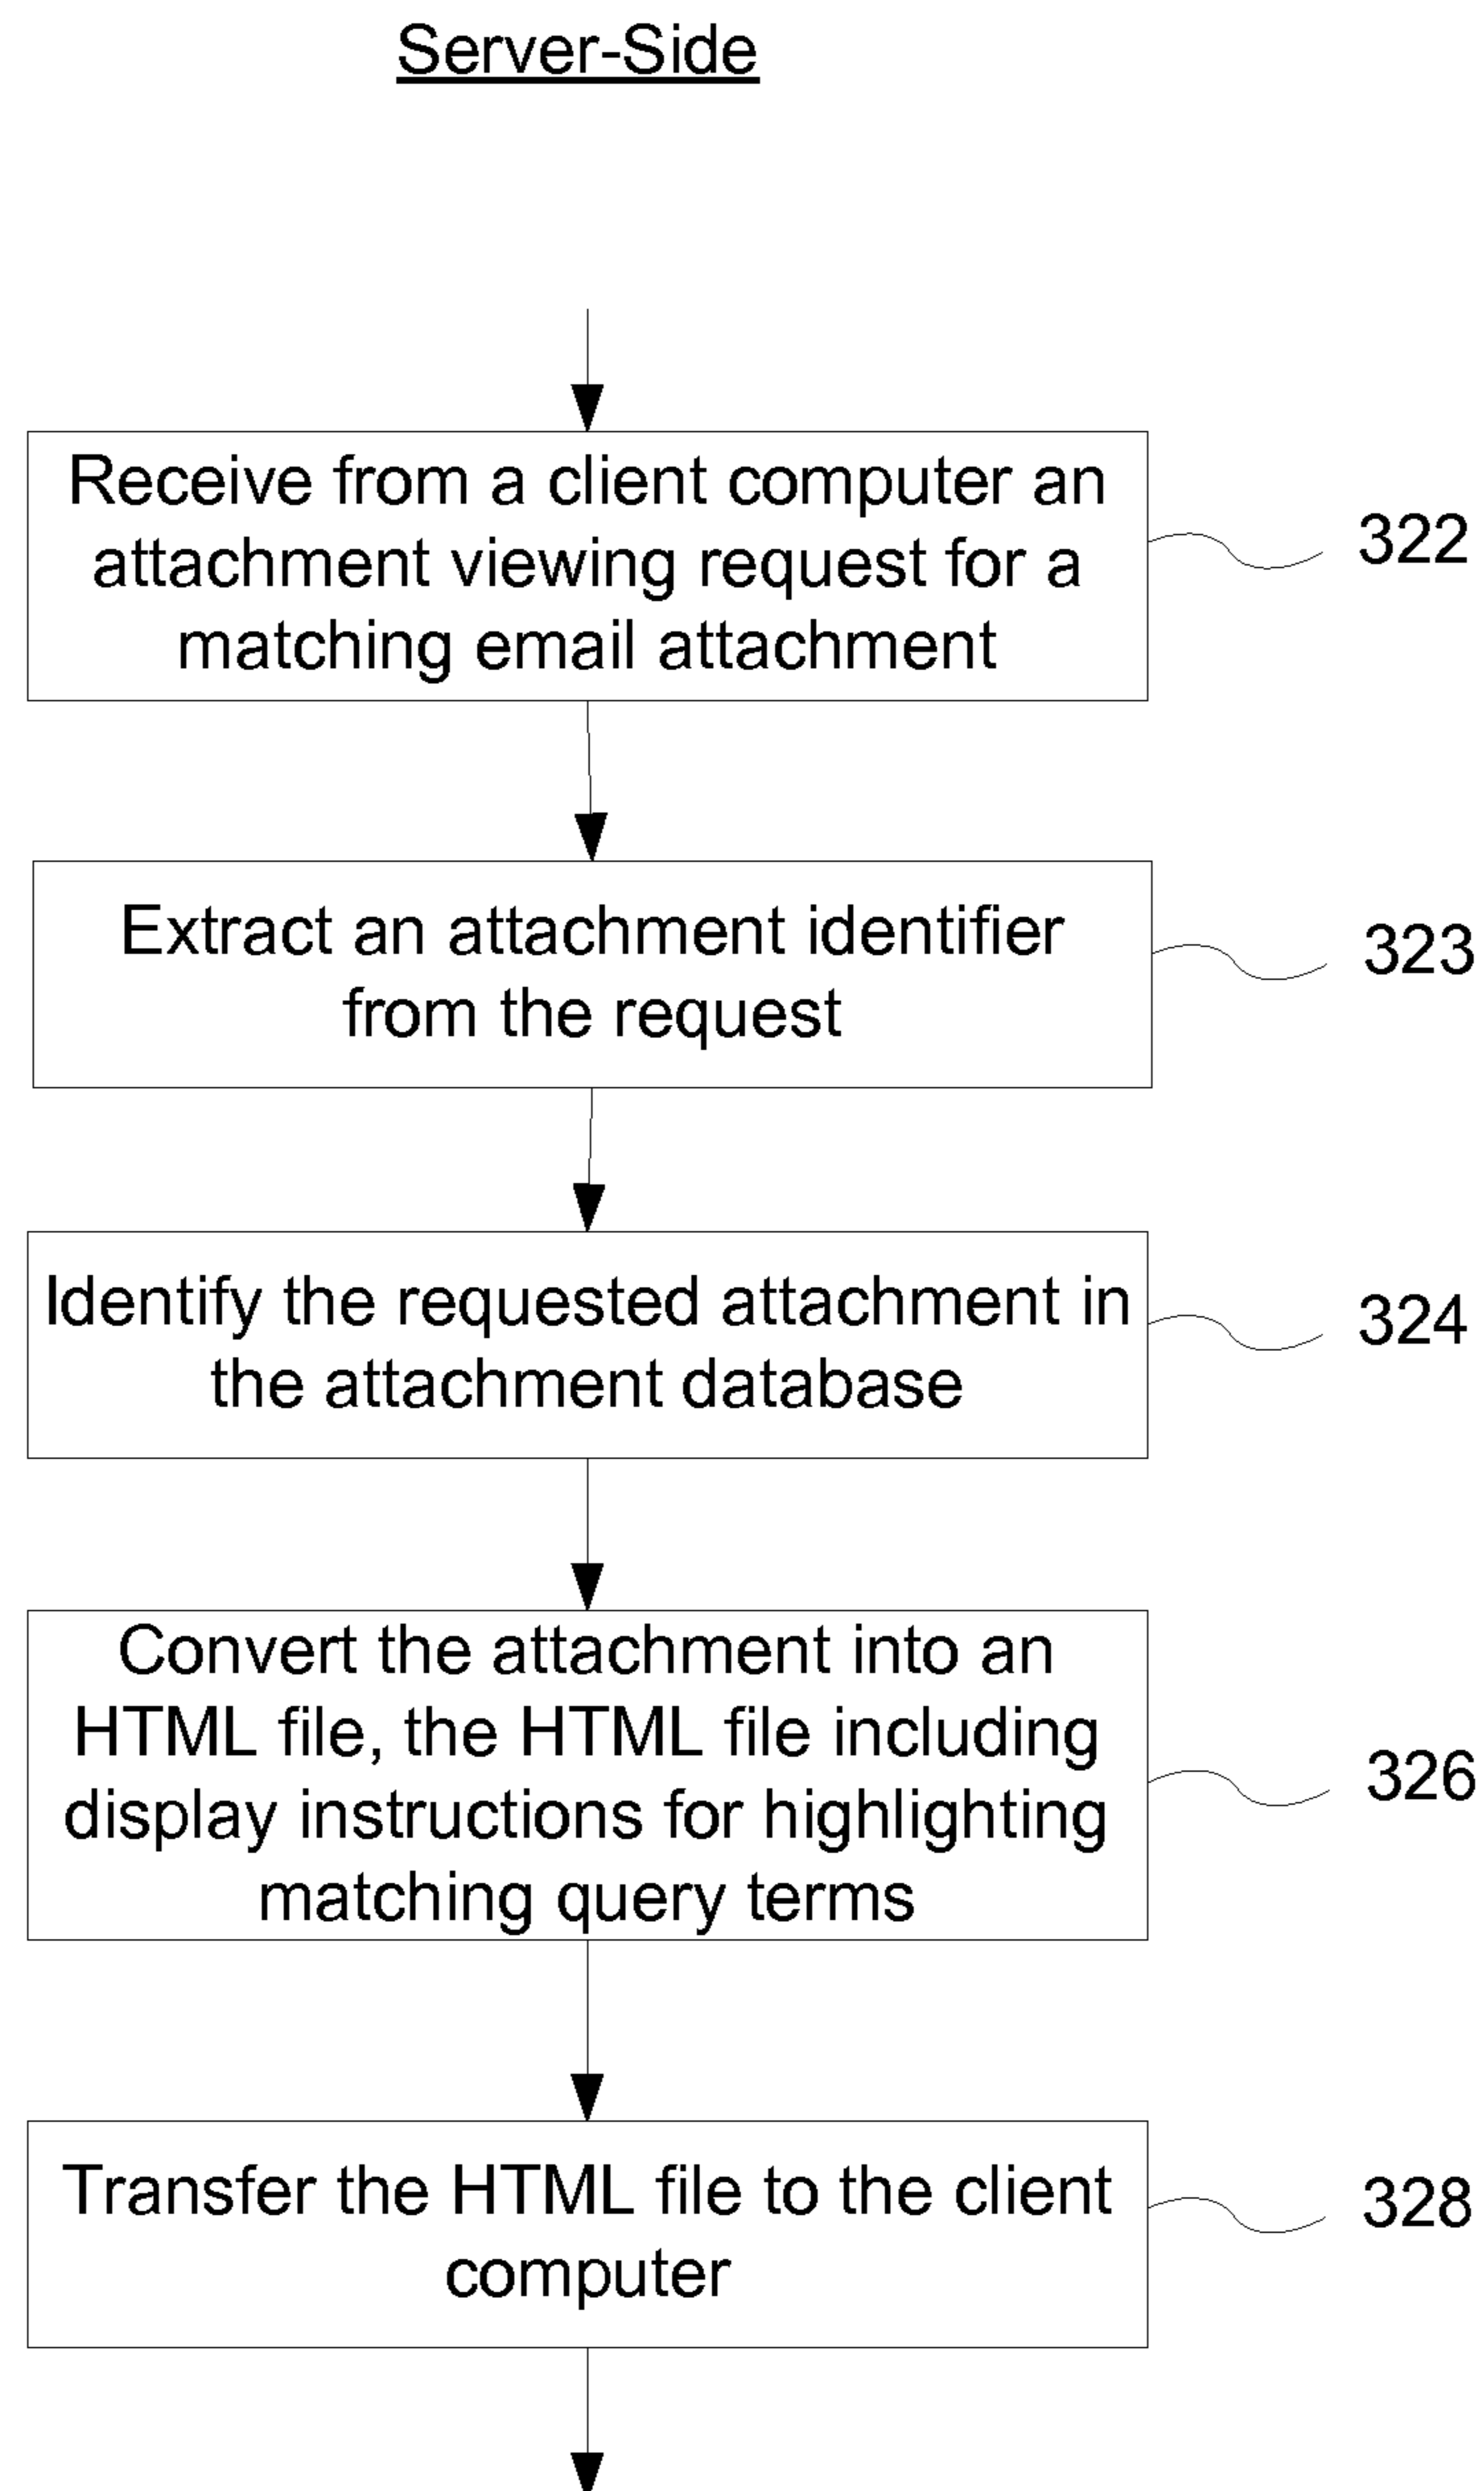 Server-Side
Receive from a client computer an
attachment viewing request for a
matching email attachment
322
Extract an attachment identifier
from the request
323
Identify the requested attachment in
the attachment database
324
Convert the attachment into an
HTML file, the HTML file including
display instructions for highlighting
matching query terms
326
Transfer the HTML file to the client
computer
328